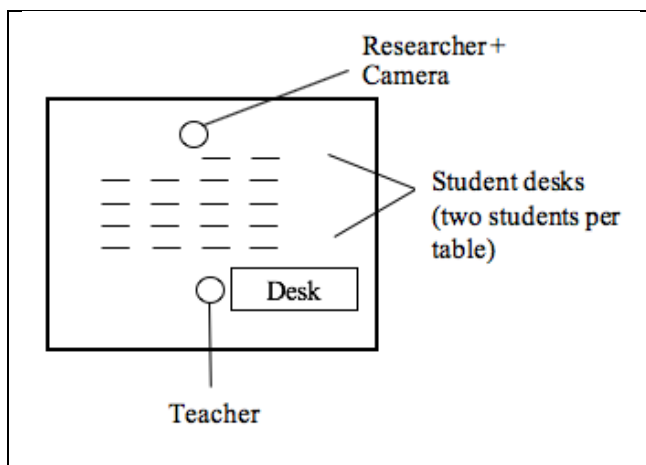 Researcher +
Camera
Student desks
(two students per
table)
Desk
Teacher